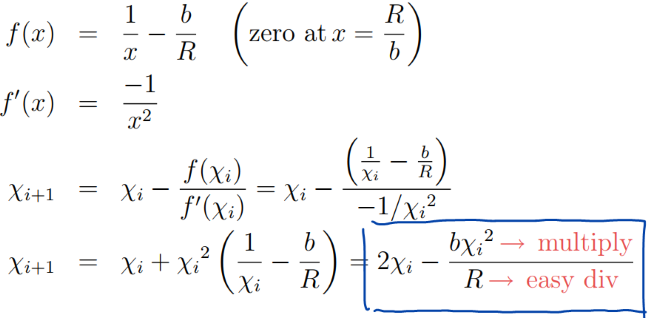 f(x) = 1/x − b/R (zero at x = R/b)
f′(x) = −1/x²
χᵢ₊₁ = χᵢ − f(χᵢ)/f′(χᵢ) = χᵢ − (1/χᵢ − b/R)/(−1/χᵢ²)
χᵢ₊₁ = χᵢ + χᵢ² (1/χᵢ − b/R) = 2χᵢ − bχᵢ² → multiply / R → easy div